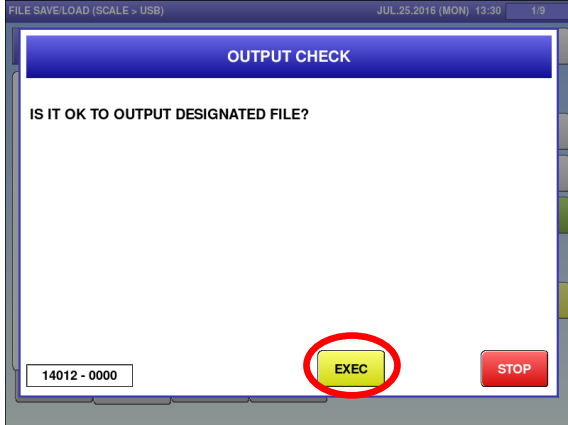 FILE SAVE/LOAD (SCALE > USB) JUL.25.2016 (MON) 13:30 1/9
OUTPUT CHECK
IS IT OK TO OUTPUT DESIGNATED FILE?
14012 - 0000 EXEC STOP